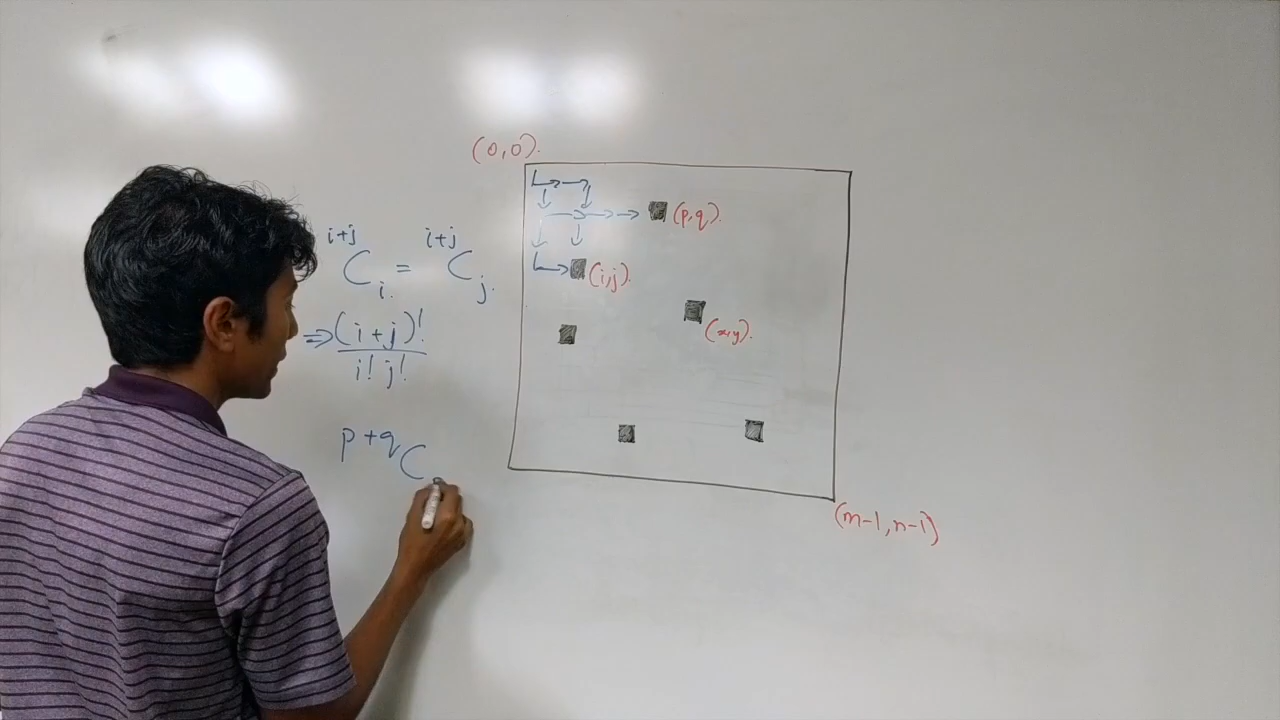 (0,0).
i+j C i. = i+j C j.
(p,q).
(i,j).
⇒ (i+j)!
i! j!
(x,y).
p+q C
(m-1, n-1)